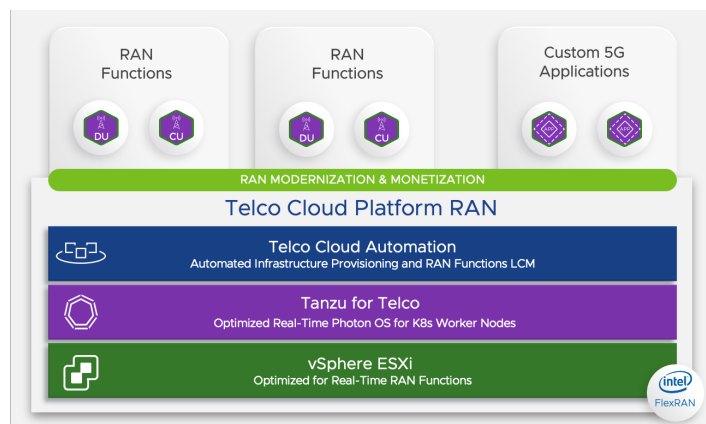 RAN
Functions
DU
CU
RAN
Functions
DU
CU
Custom 5G
Applications
APP
APP
RAN MODERNIZATION & MONETIZATION
Telco Cloud Platform RAN
Telco Cloud Automation
Automated Infrastructure Provisioning and RAN Functions LCM
Tanzu for Telco
Optimized Real-Time Photon OS for K8s Worker Nodes
vSphere ESXi
Optimized for Real-Time RAN Functions
intel
FlexRAN